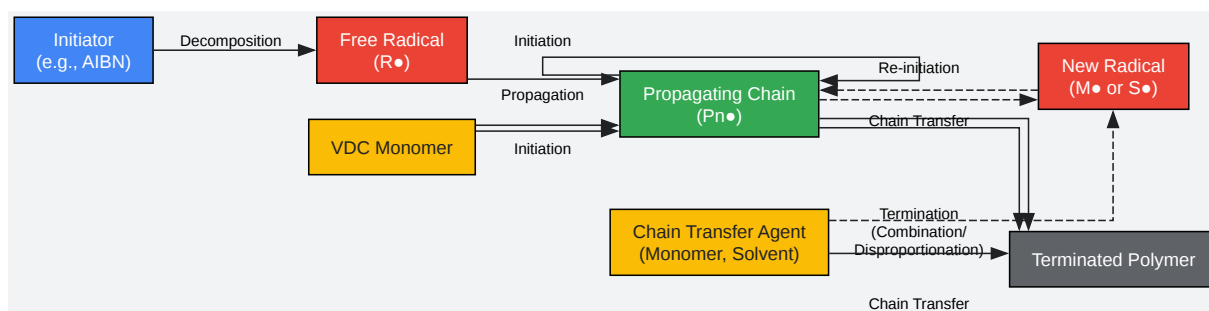 Initiator
(e.g., AIBN)
Decomposition
Free Radical
(R●)
Initiation
Propagation
VDC Monomer
Initiation
Propagating Chain
(Pn●)
Re-initiation
Chain Transfer
New Radical
(M● or S●)
Chain Transfer Agent
(Monomer, Solvent)
Termination
(Combination/
Disproportionation)
Terminated Polymer
Chain Transfer